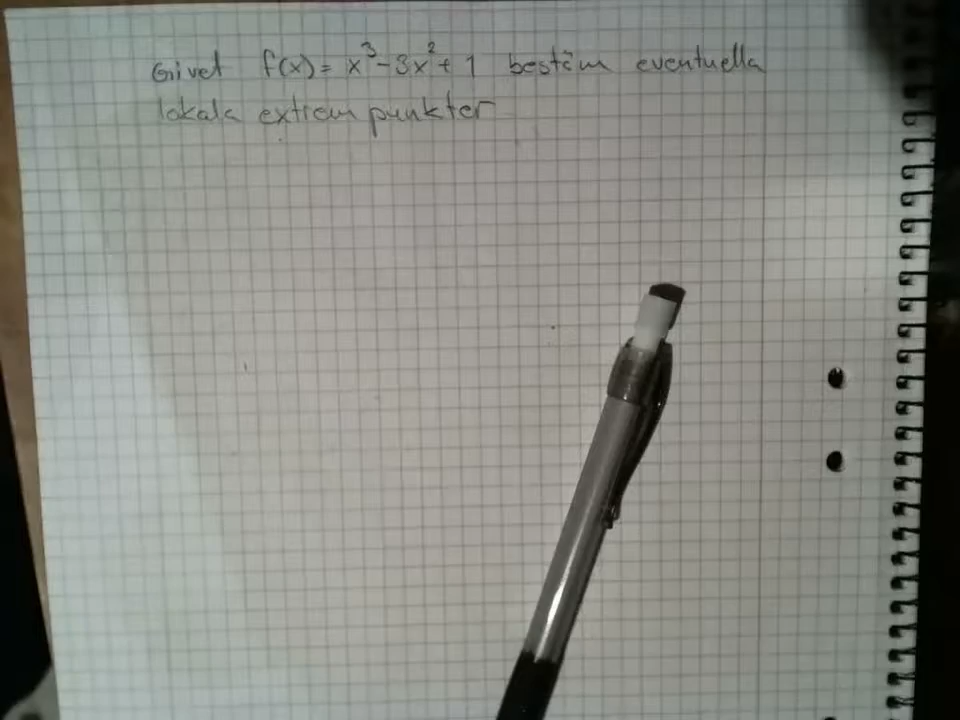 Givet f(x) = x³ - 3x² + 1 bestäm eventuella
lokala extrempunkter